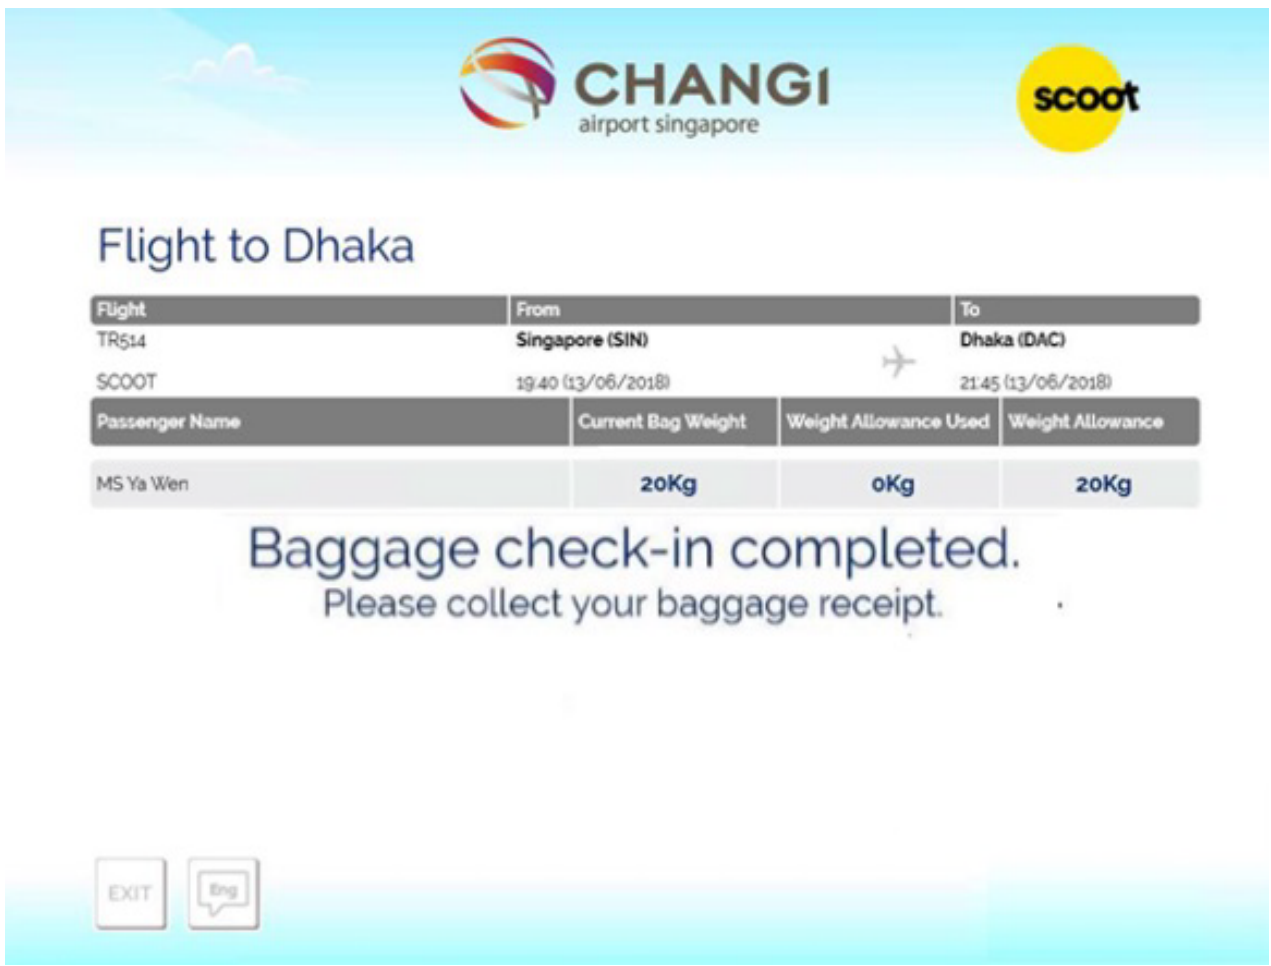 CHANGI
airport singapore
scoot
Flight to Dhaka
Flight From To
TR514 Singapore (SIN) Dhaka (DAC)
SCOOT 19:40 (13/06/2018) 21:45 (13/06/2018)
Passenger Name Current Bag Weight Weight Allowance Used Weight Allowance
MS Ya Wen 20Kg 0Kg 20Kg
Baggage check-in completed.
Please collect your baggage receipt.
EXIT Eng